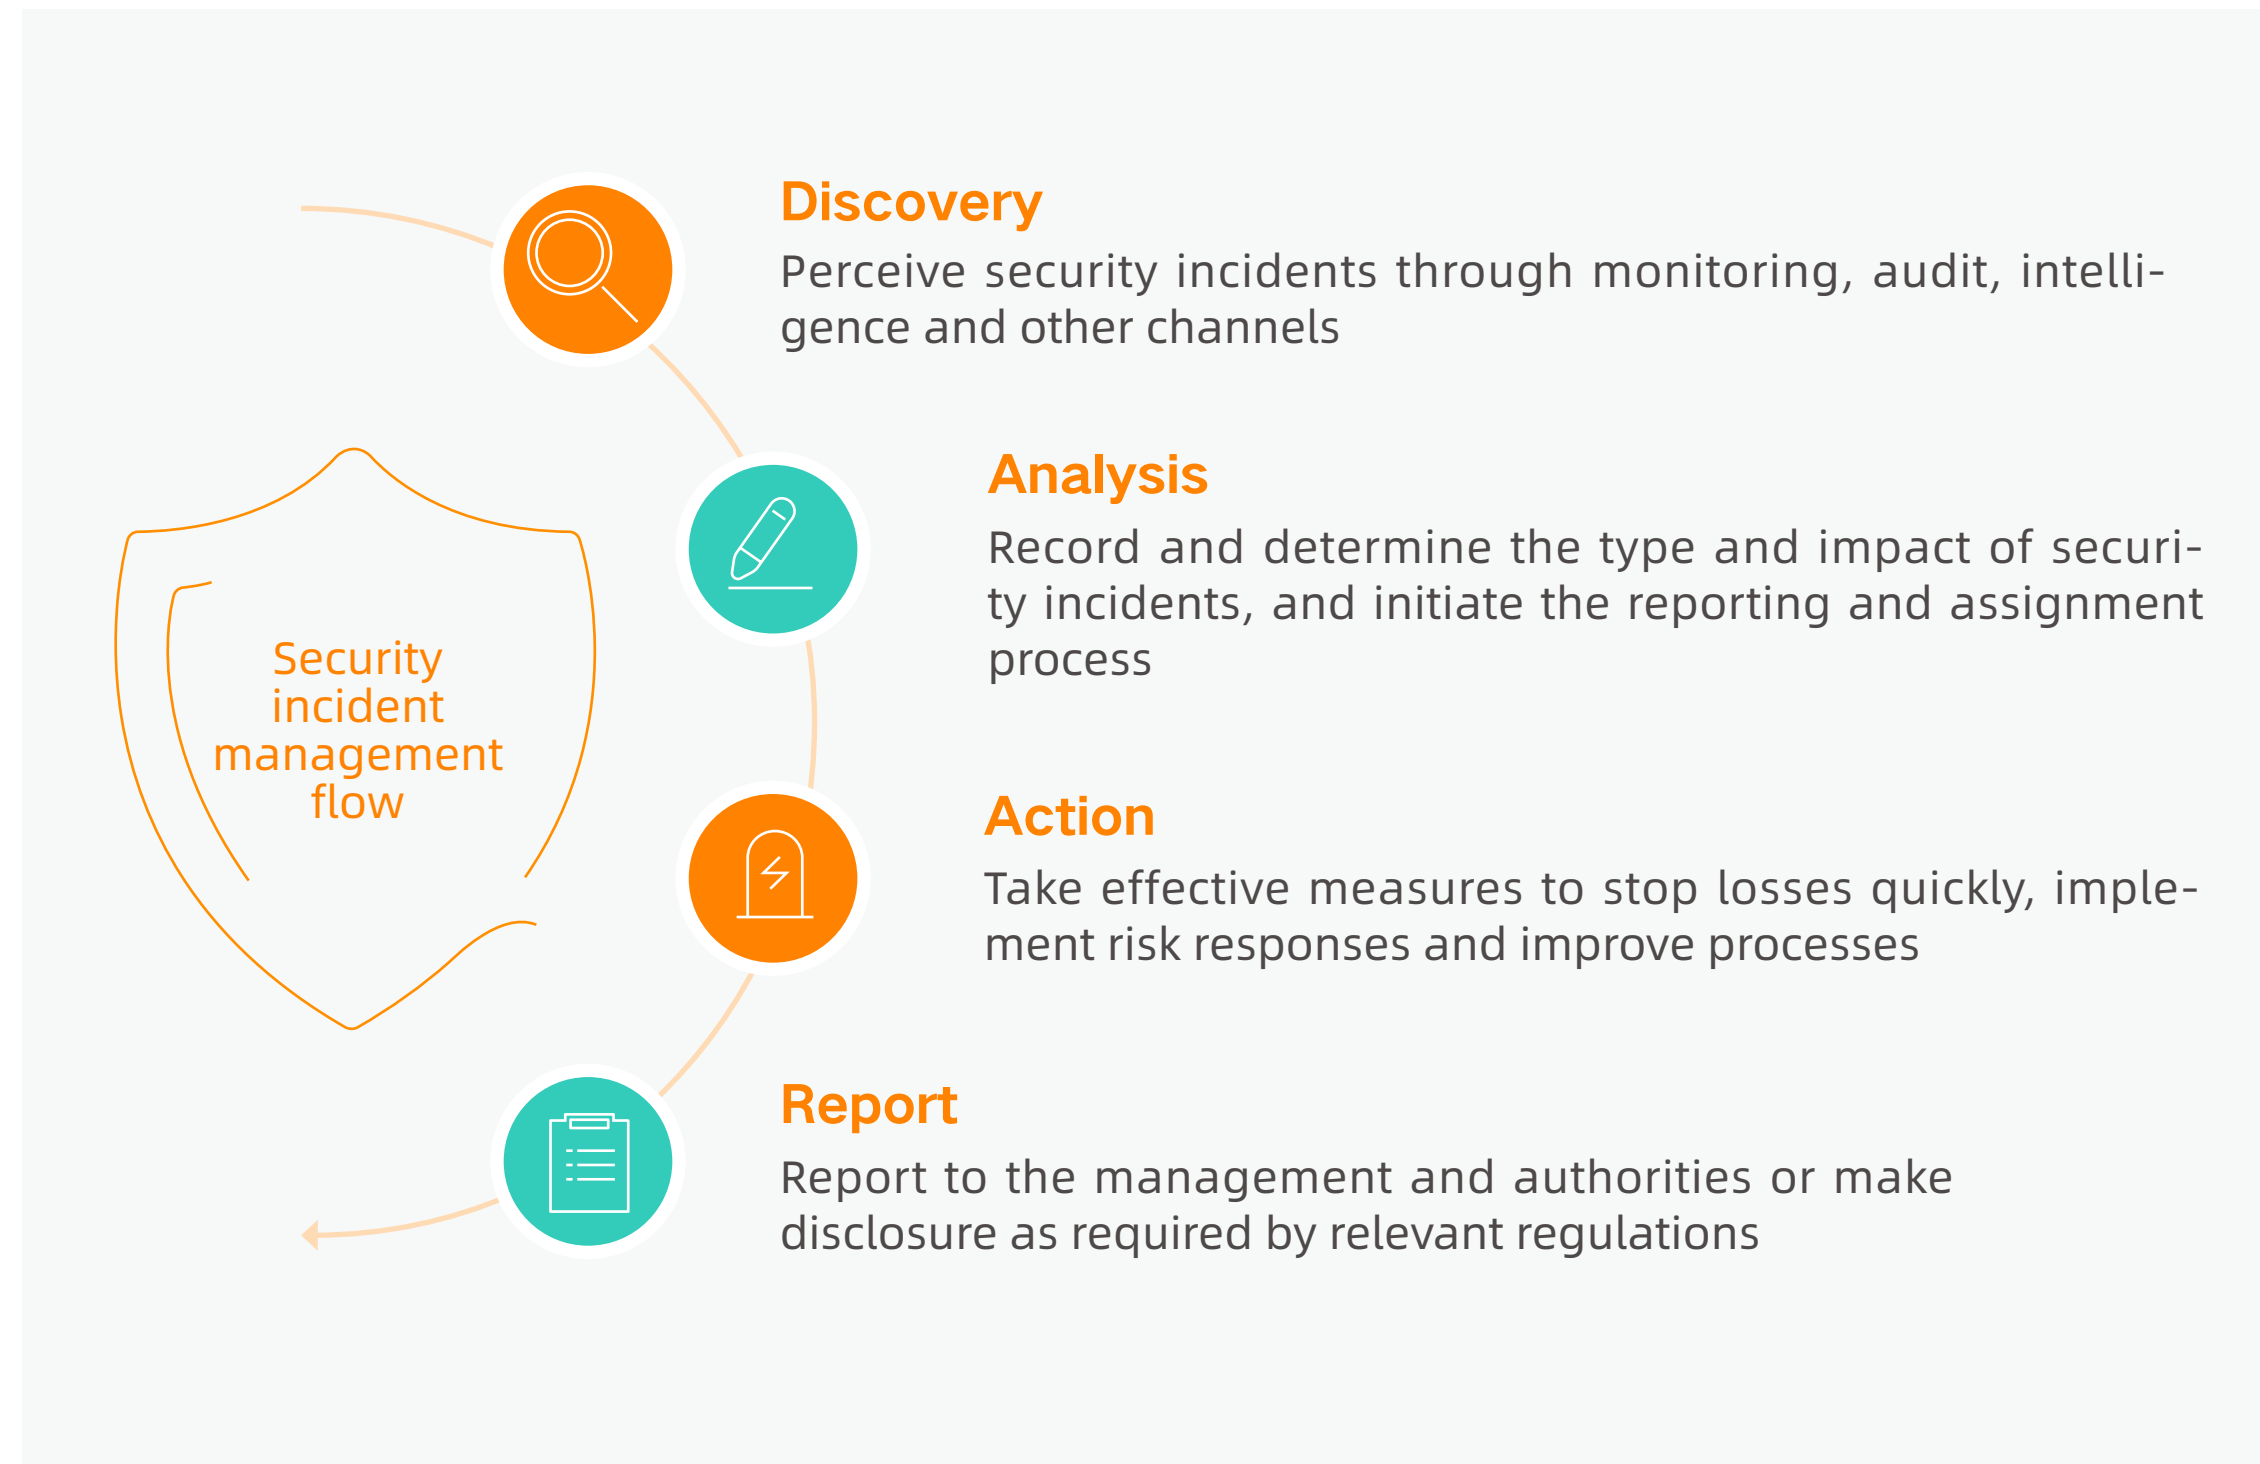 Discovery
Perceive security incidents through monitoring, audit, intelli-
gence and other channels
Analysis
Record and determine the type and impact of securi-
ty incidents, and initiate the reporting and assignment
process
Security
incident
management
flow
Action
Take effective measures to stop losses quickly, imple-
ment risk responses and improve processes
Report
Report to the management and authorities or make
disclosure as required by relevant regulations